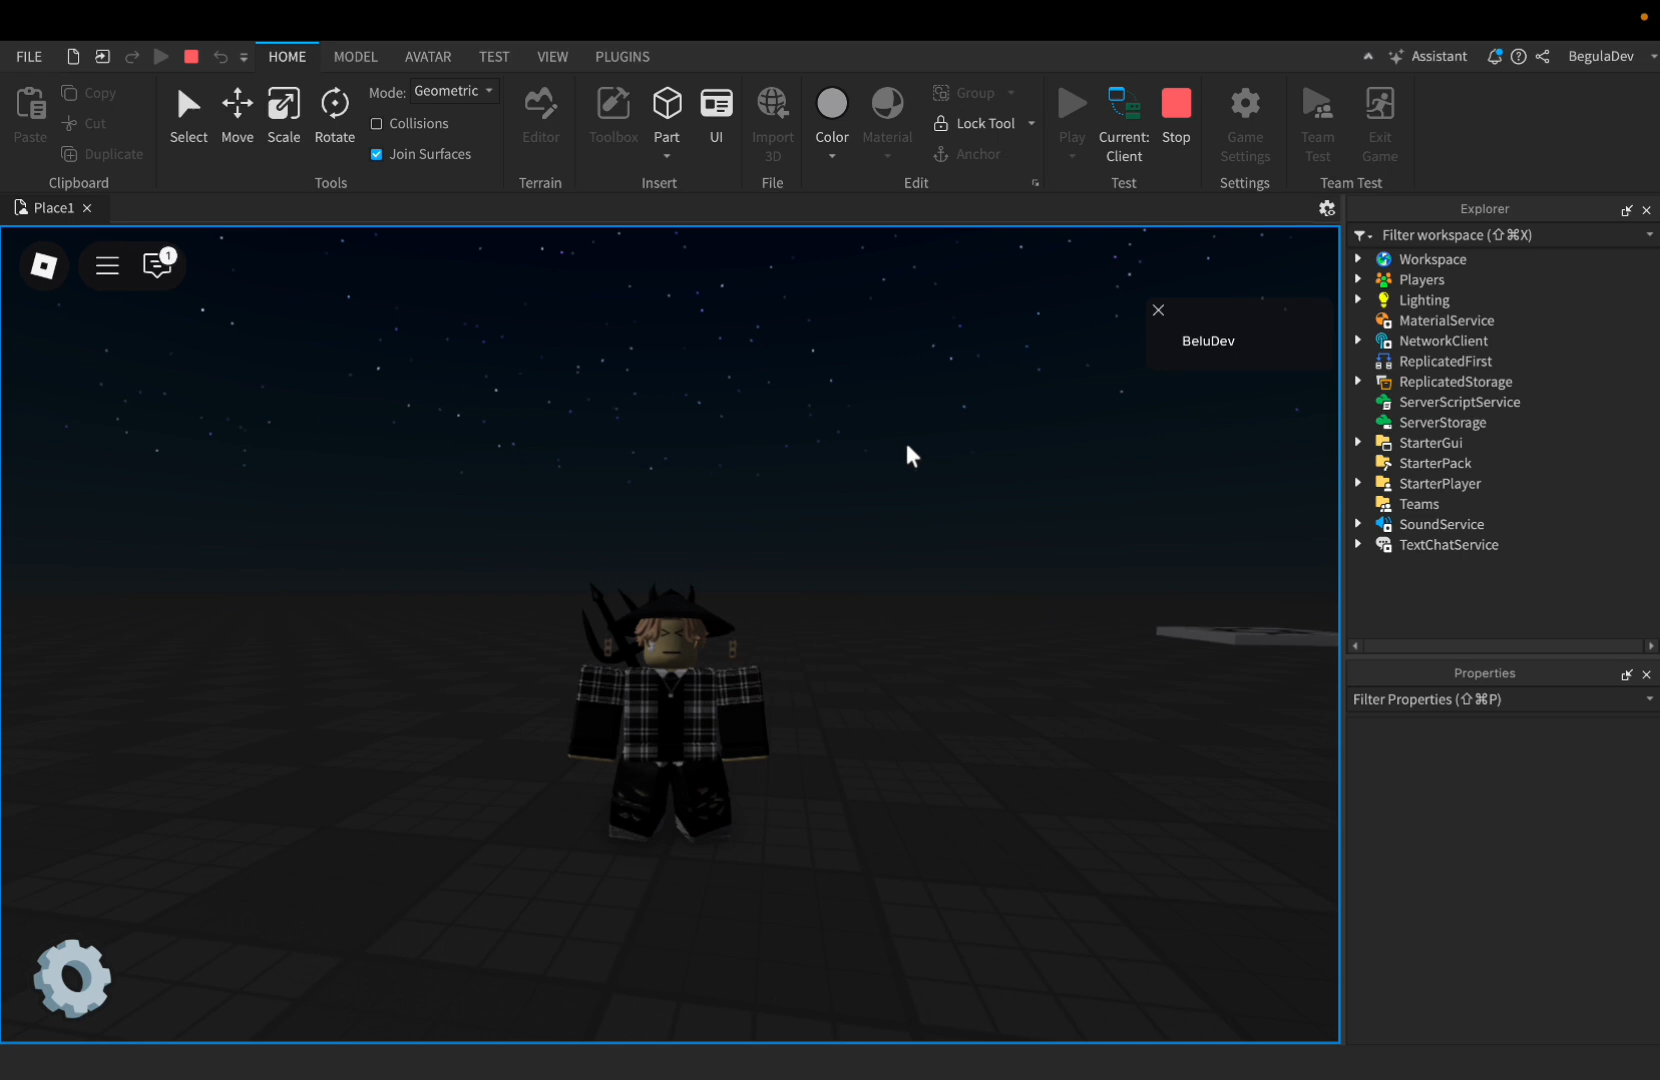 FILE HOME MODEL AVATAR TEST VIEW PLUGINS Assistant BegulaDev
Paste Copy Cut Duplicate
Clipboard
Select Move Scale Rotate
Mode: Geometric
Collisions
Join Surfaces
Tools
Editor
Terrain
Toolbox Part UI
Insert
Import
3D
File
Color Material
Group
Lock Tool
Anchor
Edit
Play
Current:
Client
Stop
Test
Game
Settings
Settings
Team
Test
Exit
Game
Team Test
Place1
1
BeluDev
Explorer
Filter workspace (⇧⌘X)
Workspace
Players
Lighting
MaterialService
NetworkClient
ReplicatedFirst
ReplicatedStorage
ServerScriptService
ServerStorage
StarterGui
StarterPack
StarterPlayer
Teams
SoundService
TextChatService
Properties
Filter Properties (⇧⌘P)